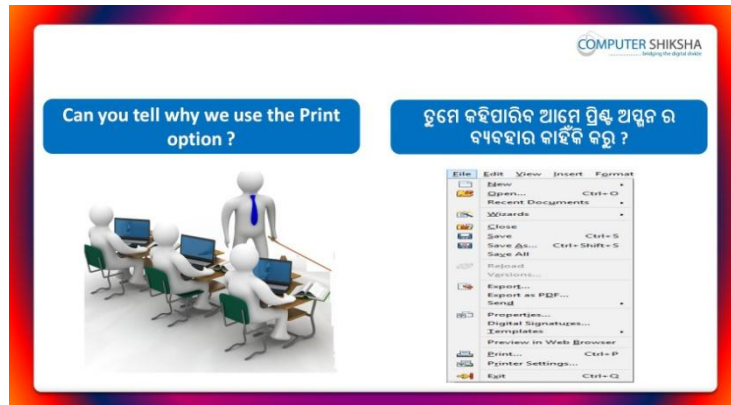 COMPUTER SHIKSHA
bridging the digital divide
Can you tell why we use the Print
option ?
ତୁମେ କହିପାରିବ ଆମେ ପ୍ରିଣ୍ଟ ଅପ୍ସନ ର
ବ୍ୟବହାର କାହିଁକି କରୁ ?
File Edit View Insert Format
New
Open... Ctrl+O
Recent Documents
Wizards
Close
Save Ctrl+S
Save As... Ctrl+Shift+S
Save All
Reload
Versions...
Export...
Export as PDF...
Send
Properties...
Digital Signatures...
Templates
Preview in Web Browser
Print... Ctrl+P
Printer Settings...
Exit Ctrl+Q